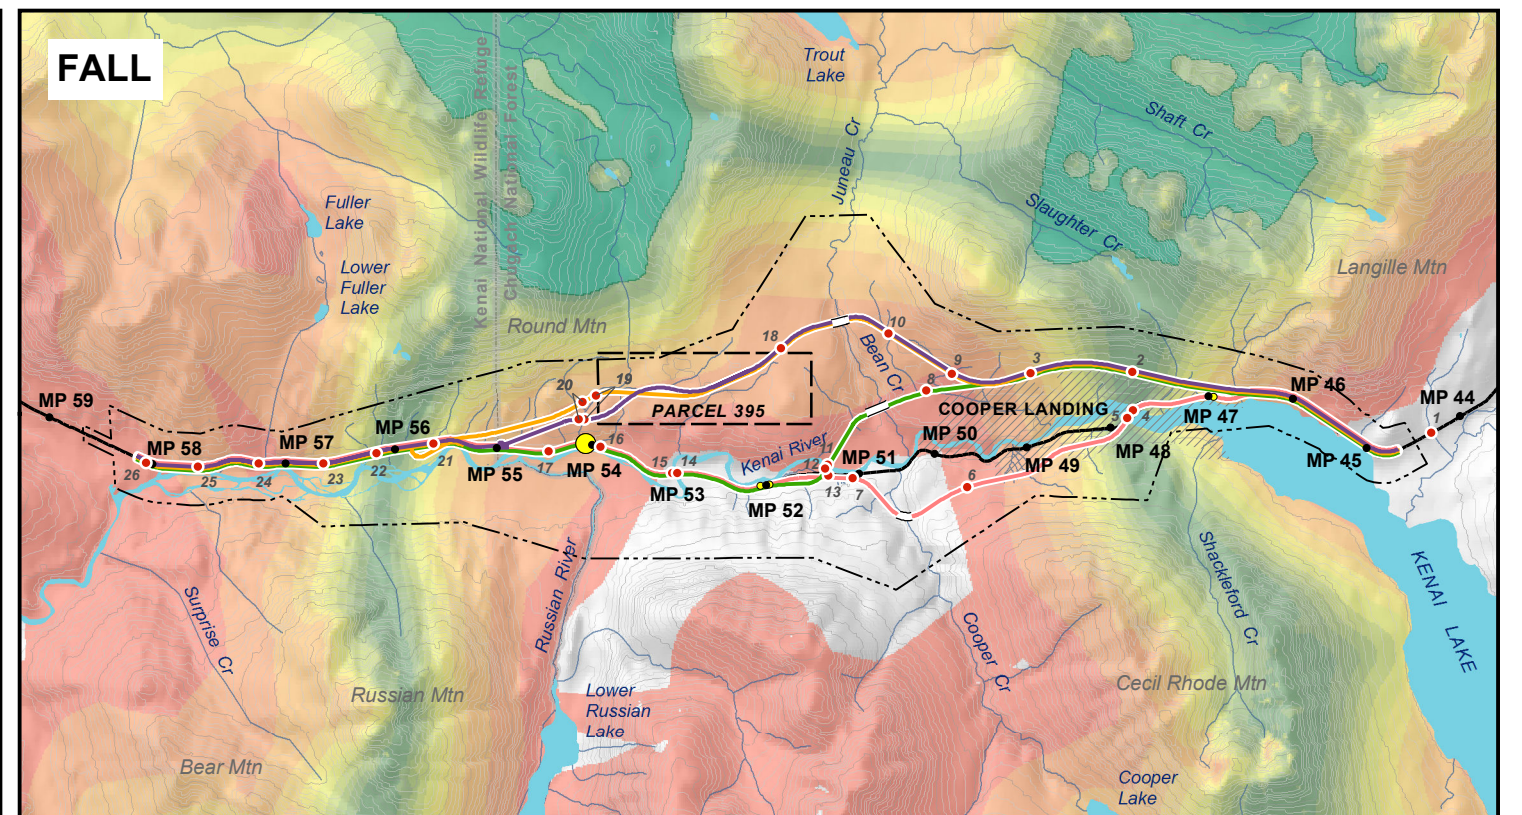 FALL
Trout
Lake
Kenai National Wildlife Refuge
Chugach National Forest
Juneau Cr
Shaft Cr
Slaughter Cr
Fuller
Lake
Lower
Fuller
Lake
Langille Mtn
Round Mtn
18
10
Bean Cr
9
3
2
20
19
8
MP 46
MP 59
PARCEL 395
COOPER LANDING
5
4
MP 47
MP 44
1
MP 58
MP 57
MP 56
16
Kenai River
11
MP 50
MP 48
26
25
24
23
22
21
MP 55
17
MP 54
15
14
12
MP 51
MP 49
MP 45
MP 53
13
7
6
MP 52
Surprise Cr
Russian River
Shackleford Cr
KENAI LAKE
Cooper Cr
Russian Mtn
Lower
Russian
Lake
Cecil Rhode Mtn
Bear Mtn
Cooper
Lake